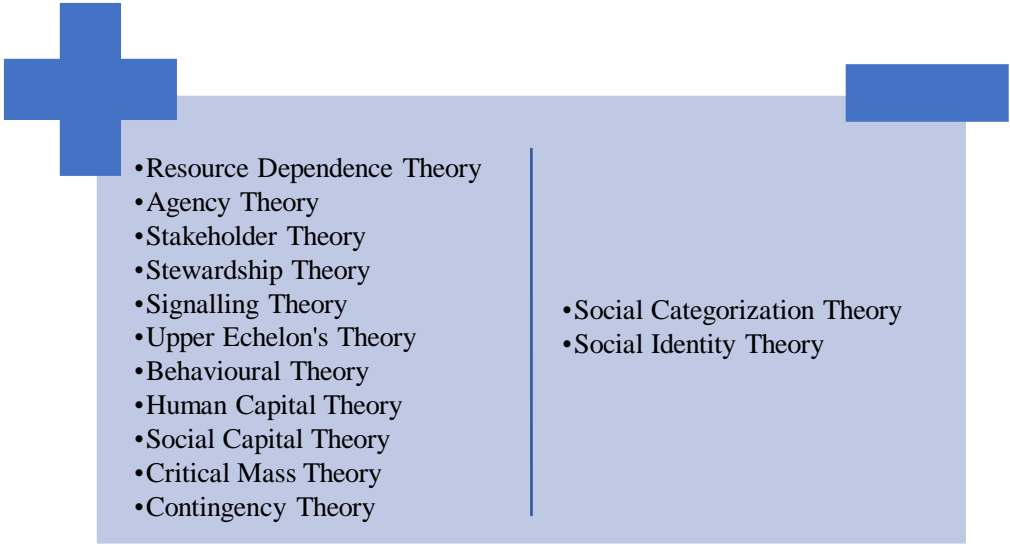 •Resource Dependence Theory
•Agency Theory
•Stakeholder Theory
•Stewardship Theory
•Signalling Theory
•Upper Echelon's Theory
•Behavioural Theory
•Human Capital Theory
•Social Capital Theory
•Critical Mass Theory
•Contingency Theory
•Social Categorization Theory
•Social Identity Theory